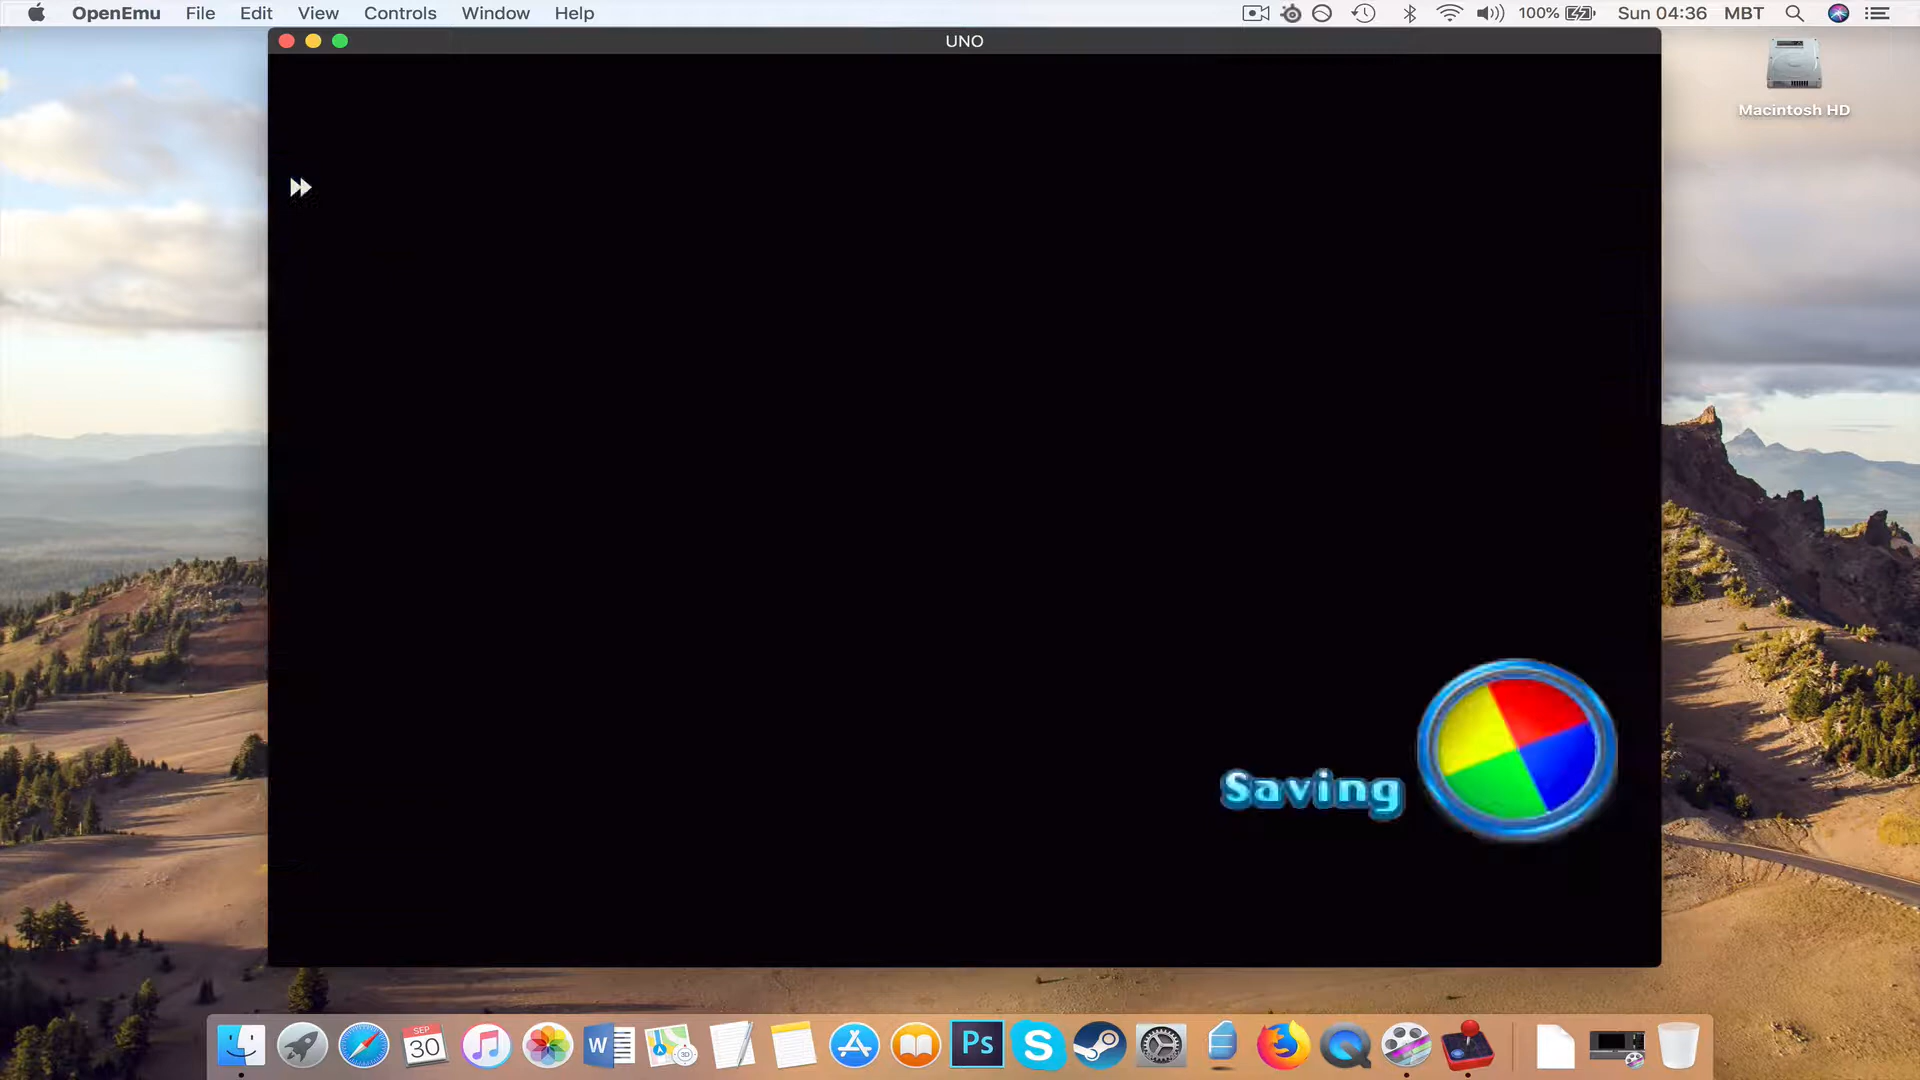 OpenEmu File Edit View Controls Window Help 100% Sun 04:36 MBT
UNO
Macintosh HD
Saving
SEP
30
W
3D
Ps
S